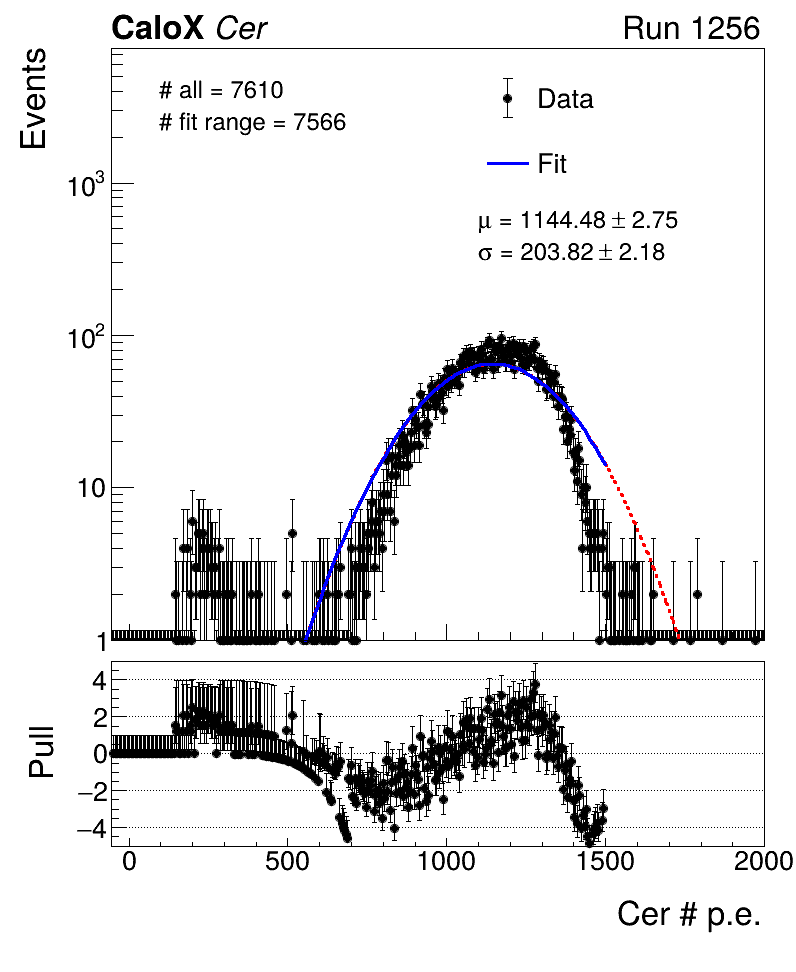 CaloX Cer Run 1256
Events
# all = 7610
# fit range = 7566
Data
Fit
μ = 1144.48 ± 2.75
σ = 203.82 ± 2.18
10³
10²
10
1
Pull
4
2
0
−2
−4
0 500 1000 1500 2000
Cer # p.e.